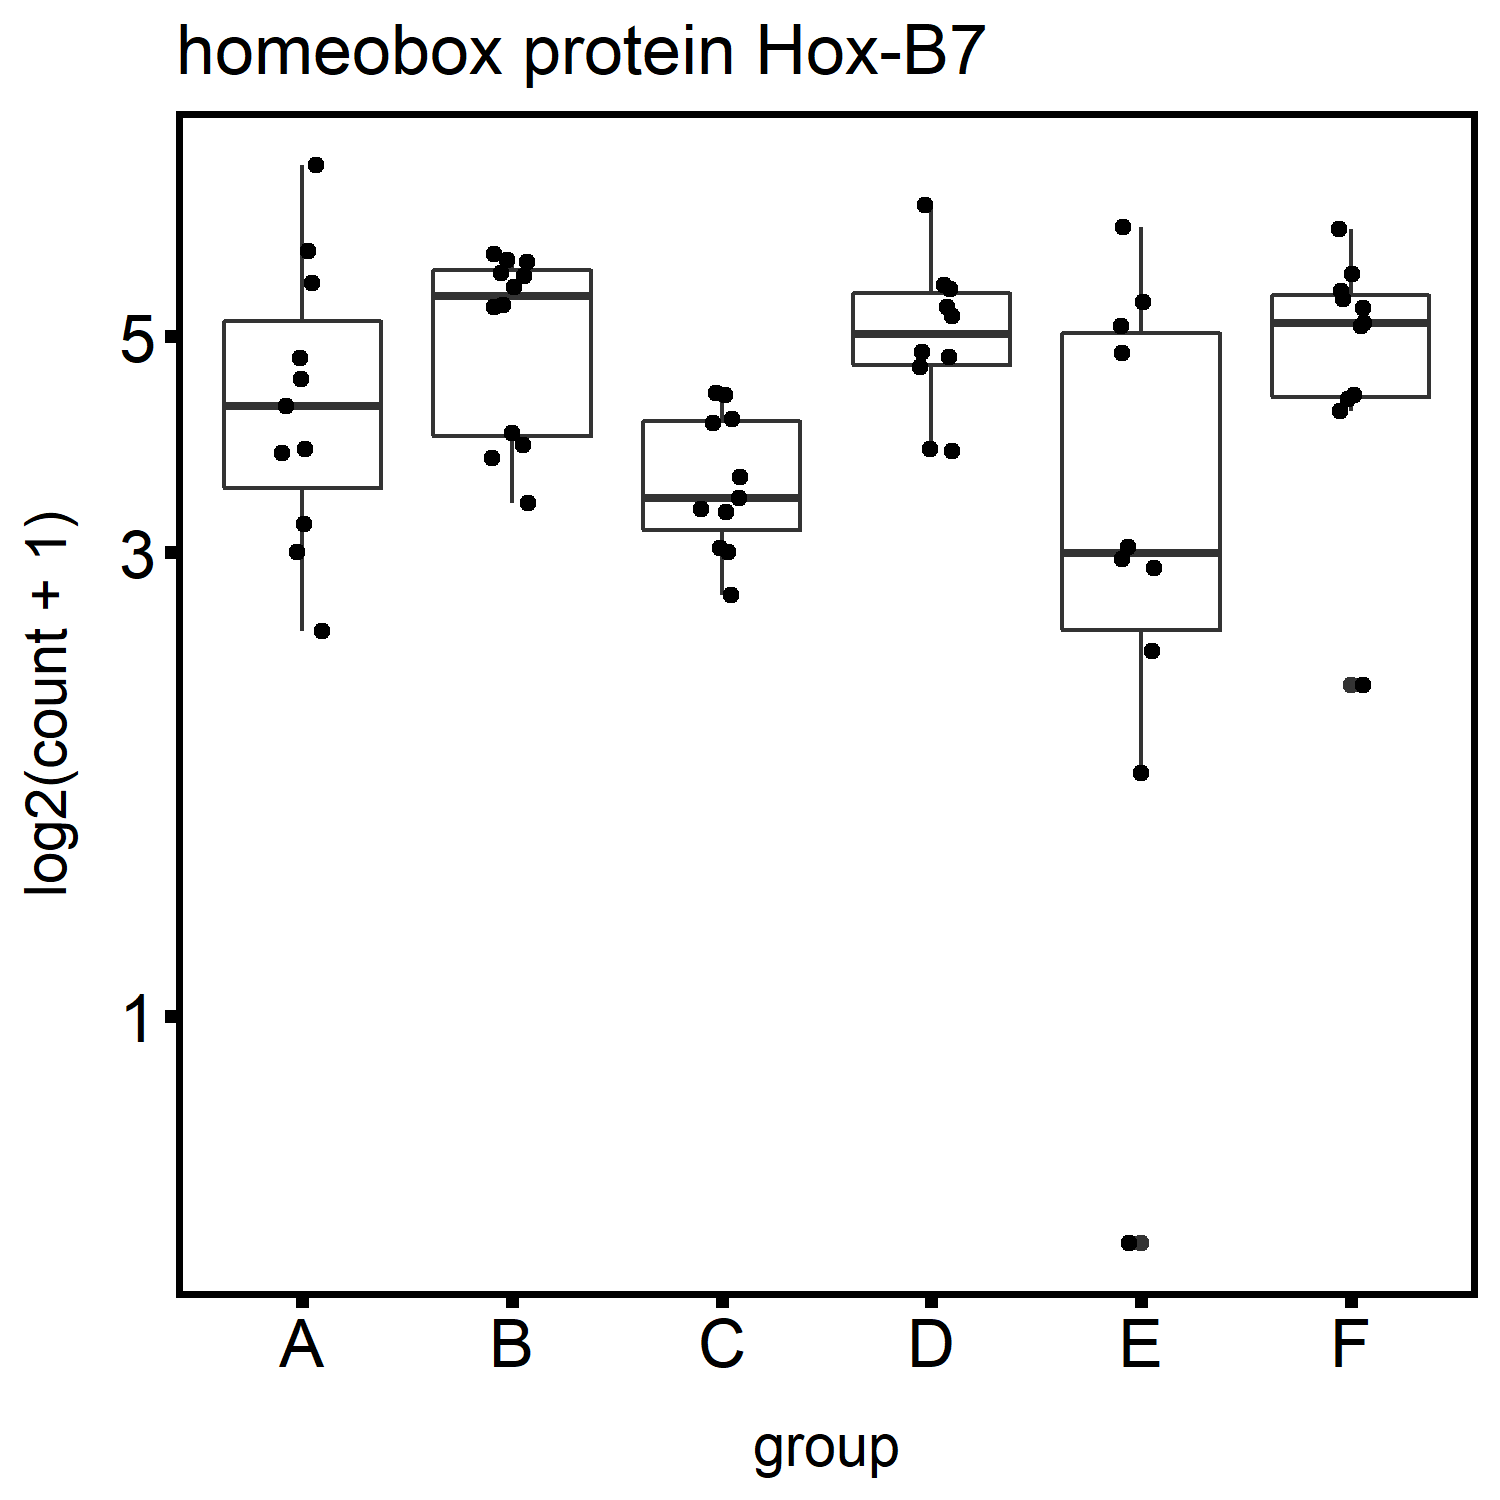 homeobox protein Hox-B7
log2(count + 1)
5
3
1
A B C D E F
group